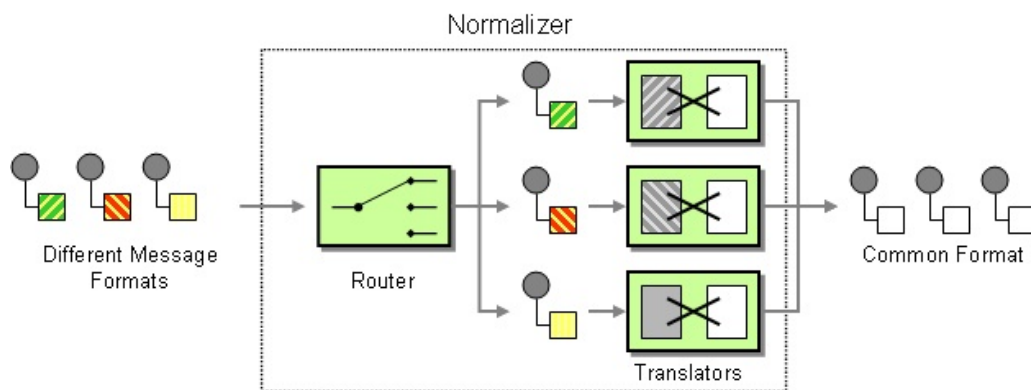 Normalizer
Different Message
Formats
Router
Translators
Common Format